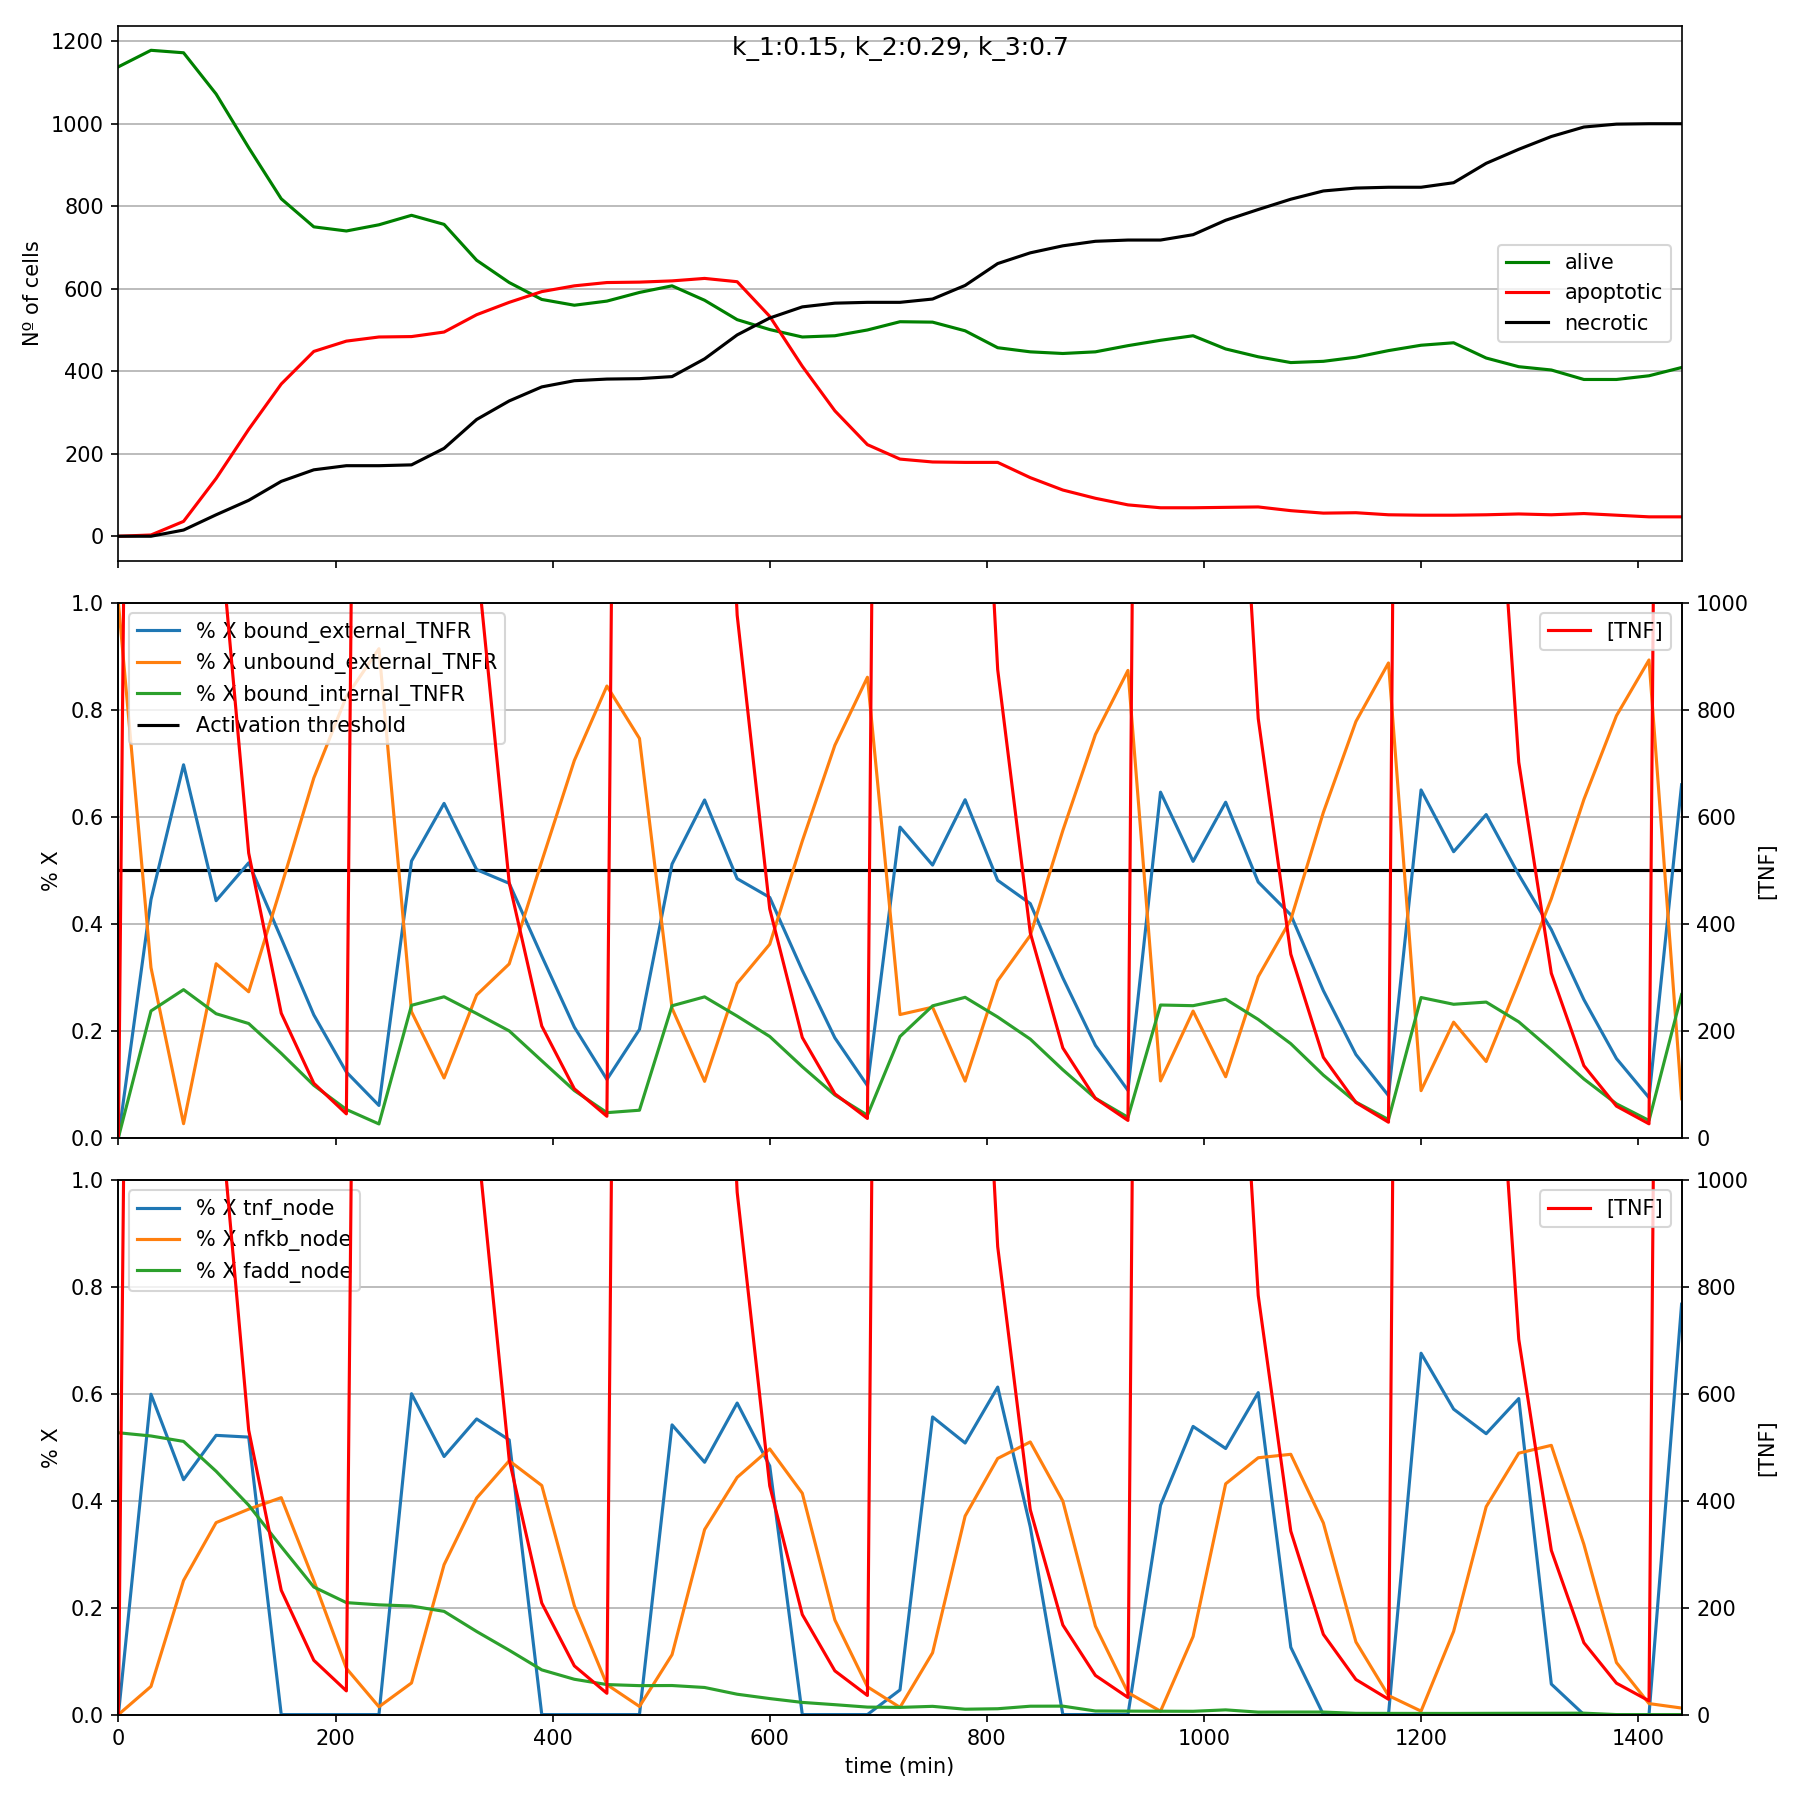 k_1:0.15, k_2:0.29, k_3:0.7
1200
1000
800
600
400
200
0
Nº of cells
alive
apoptotic
necrotic
1.0
0.8
0.6
0.4
0.2
0.0
% X
% X bound_external_TNFR
% X unbound_external_TNFR
% X bound_internal_TNFR
Activation threshold
[TNF]
1000
800
600
400
200
0
[TNF]
1.0
0.8
0.6
0.4
0.2
0.0
% X
% X tnf_node
% X nfkb_node
% X fadd_node
[TNF]
1000
800
600
400
200
0
[TNF]
0
200
400
600
800
1000
1200
1400
time (min)